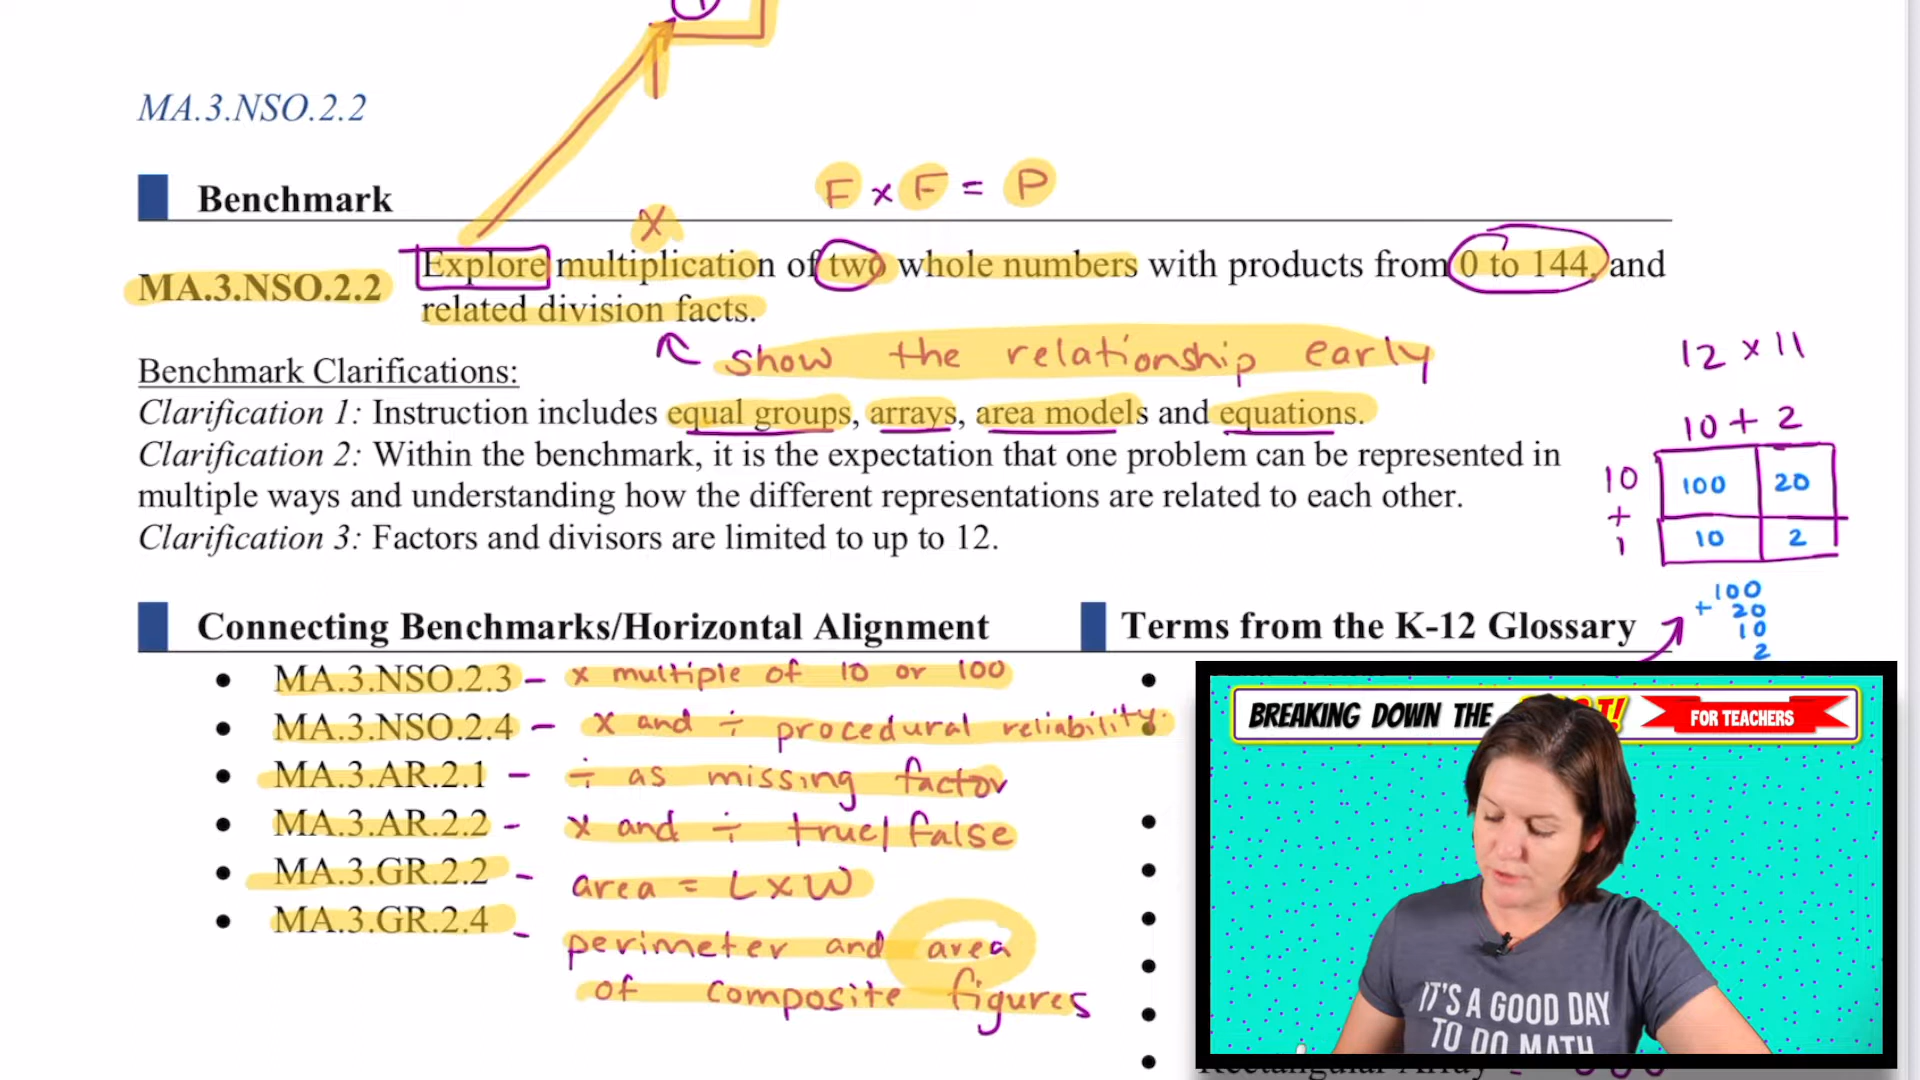 MA.3.NSO.2.2
F x F = P
Benchmark
x
MA.3.NSO.2.2
Explore multiplication of two whole numbers with products from 0 to 144, and
related division facts.
show the relationship early
Benchmark Clarifications:
Clarification 1: Instruction includes equal groups, arrays, area models and equations.
Clarification 2: Within the benchmark, it is the expectation that one problem can be represented in
multiple ways and understanding how the different representations are related to each other.
Clarification 3: Factors and divisors are limited to up to 12.
12 x 11
10 + 2
10 100 20
+
1 10 2
100
+ 20
10
2
Connecting Benchmarks/Horizontal Alignment
MA.3.NSO.2.3 - x multiple of 10 or 100
MA.3.NSO.2.4 - x and ÷ procedural reliability.
MA.3.AR.2.1 - ÷ as missing factor
MA.3.AR.2.2 - x and ÷ true/false
MA.3.GR.2.2 - area = L x W
MA.3.GR.2.4 - perimeter and area
of composite figures
Terms from the K-12 Glossary
BREAKING DOWN THE
FOR TEACHERS
IT'S A GOOD DAY
TO DO MATH
Rectangular Array =